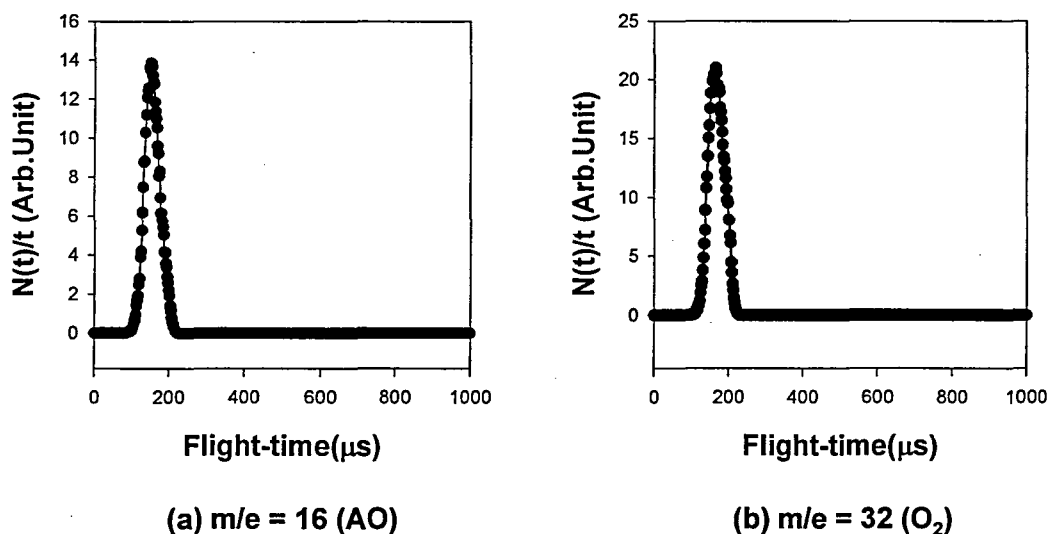 16
14
12
10
8
6
4
2
0
N(t)/t (Arb.Unit)
0 200 400 600 800 1000
Flight-time(μs)
(a) m/e = 16 (AO)
25
20
15
10
5
0
N(t)/t (Arb.Unit)
0 200 400 600 800 1000
Flight-time(μs)
(b) m/e = 32 (O₂)